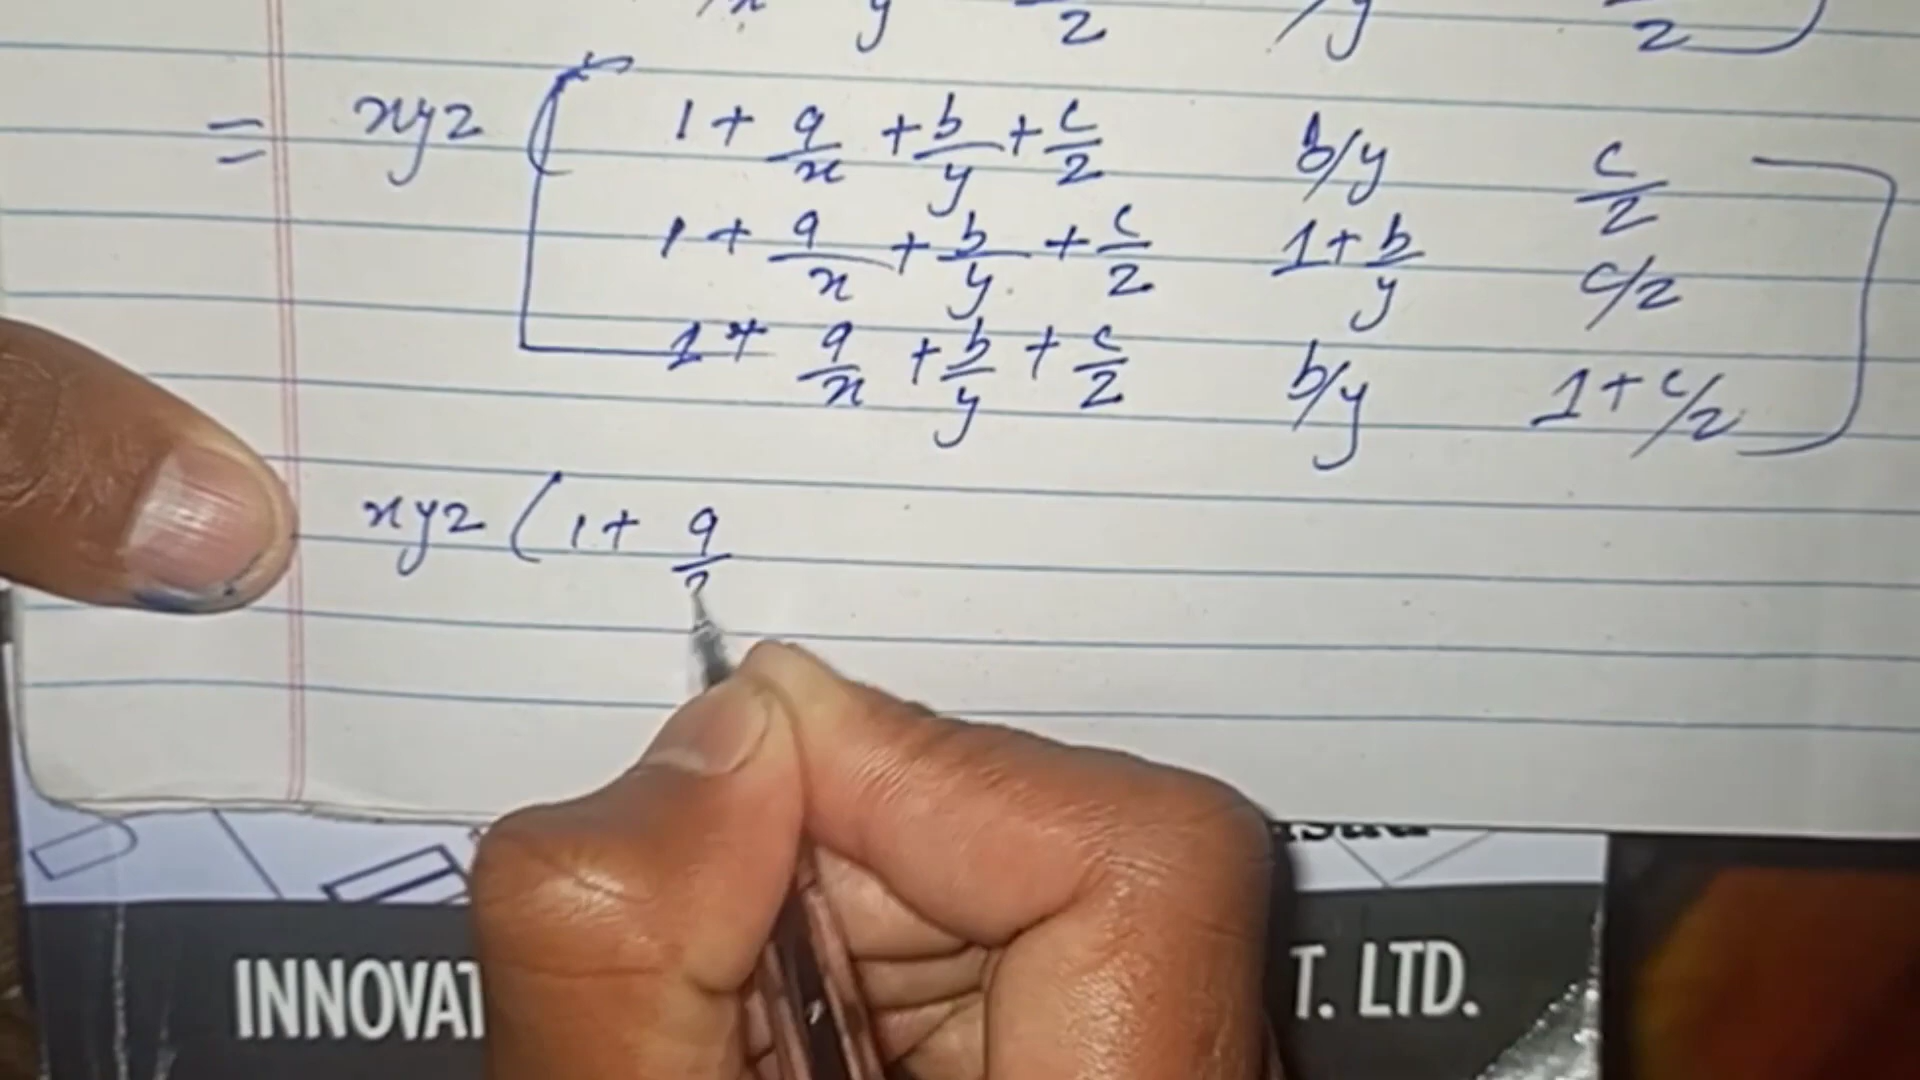 y z /y z
= xyz [ 1 + a/x + b/y + c/z b/y c/z
1 + a/x + b/y + c/z 1 + b/y c/z
1 + a/x + b/y + c/z b/y 1 + c/z ]
xyz ( 1 + a
INNOVAT T. LTD.